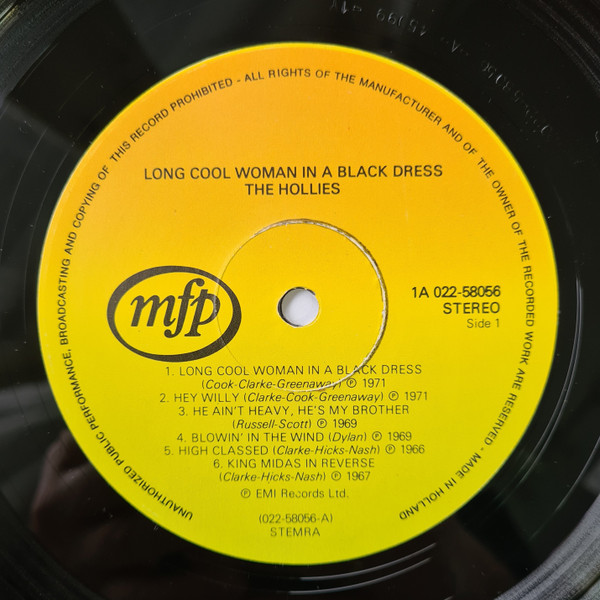 UNAUTHORIZED PUBLIC PERFORMANCE, BROADCASTING AND COPYING OF THIS RECORD PROHIBITED - ALL RIGHTS OF THE MANUFACTURER AND OF THE OWNER OF THE RECORDED WORK ARE RESERVED - MADE IN HOLLAND
LONG COOL WOMAN IN A BLACK DRESS
THE HOLLIES
mfp
1A 022-58056
STEREO
Side 1
1. LONG COOL WOMAN IN A BLACK DRESS
(Cook-Clarke-Greenaway) ℗ 1971
2. HEY WILLY (Clarke-Cook-Greenaway) ℗ 1971
3. HE AIN'T HEAVY, HE'S MY BROTHER
(Russell-Scott) ℗ 1969
4. BLOWIN' IN THE WIND (Dylan) ℗ 1969
5. HIGH CLASSED (Clarke-Hicks-Nash) ℗ 1966
6. KING MIDAS IN REVERSE
(Clarke-Hicks-Nash) ℗ 1967
℗ EMI Records Ltd.
(022-58056-A)
STEMRA